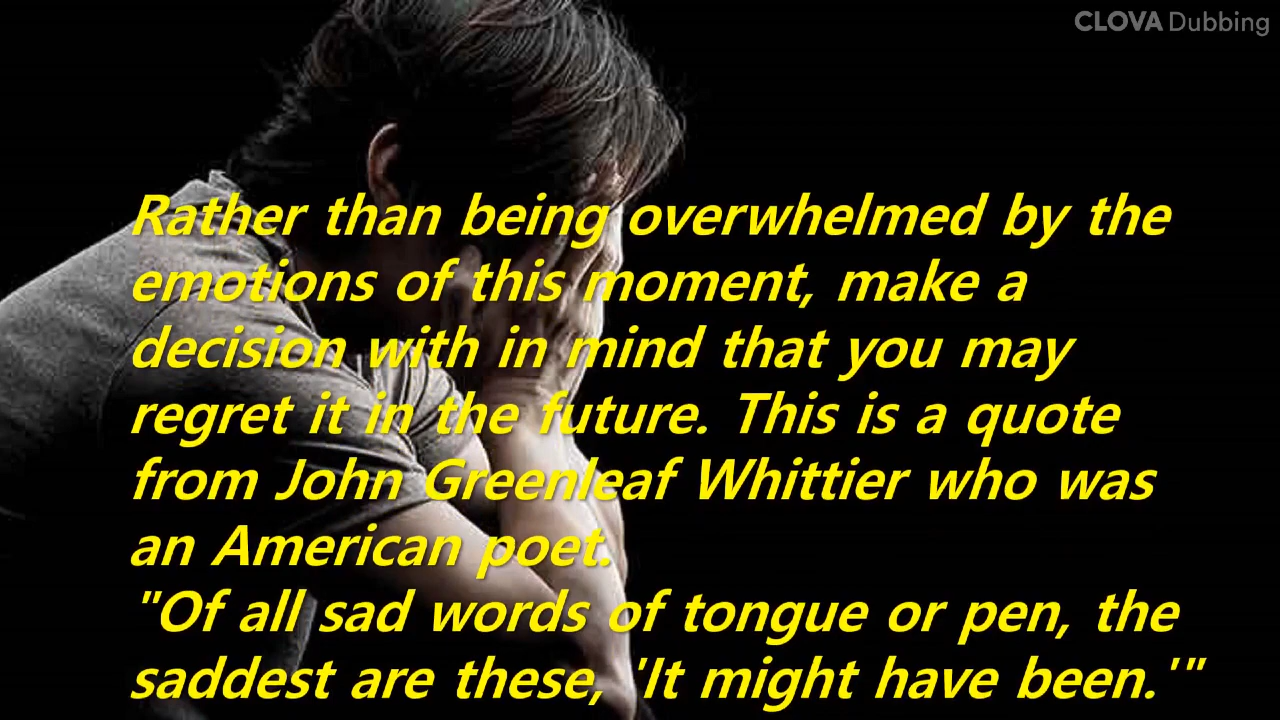 CLOVA Dubbing
Rather than being overwhelmed by the
emotions of this moment, make a
decision with in mind that you may
regret it in the future. This is a quote
from John Greenleaf Whittier who was
an American poet.
"Of all sad words of tongue or pen, the
saddest are these, 'It might have been.'"